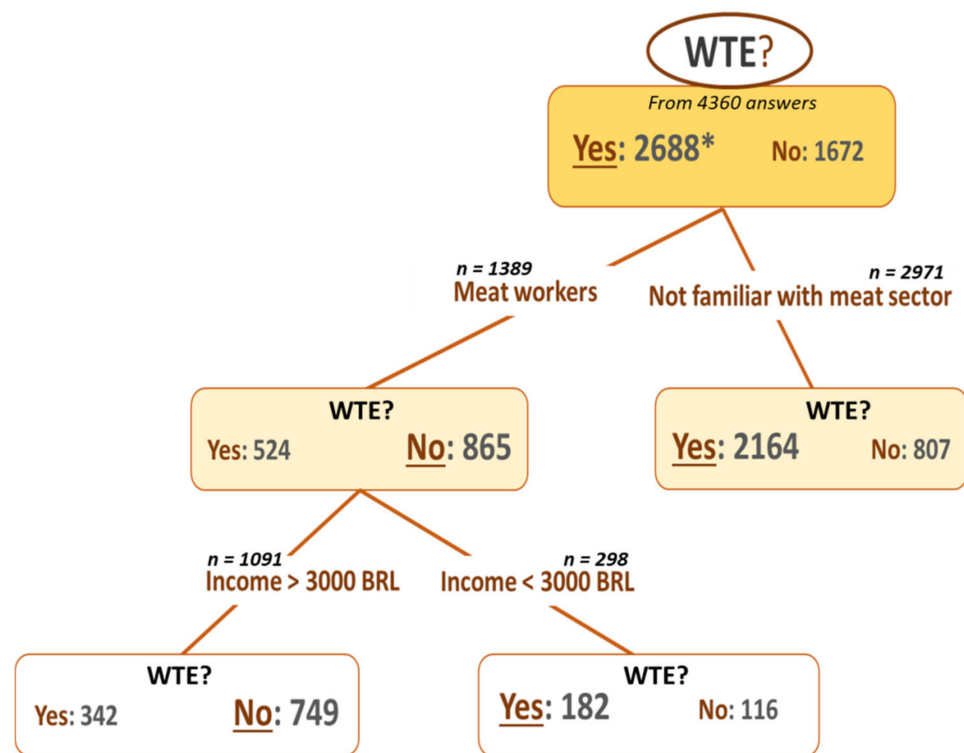 WTE?
From 4360 answers
Yes: 2688* No: 1672
n = 1389
Meat workers
n = 2971
Not familiar with meat sector
WTE?
Yes: 524 No: 865
WTE?
Yes: 2164 No: 807
n = 1091
Income > 3000 BRL
n = 298
Income < 3000 BRL
WTE?
Yes: 342 No: 749
WTE?
Yes: 182 No: 116